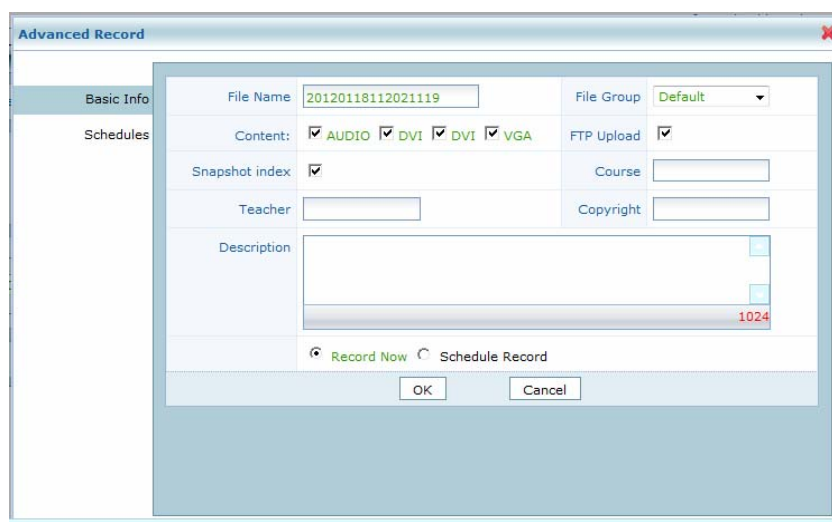 Advanced Record
Basic Info
Schedules
File Name 20120118112021119 File Group Default
Content: AUDIO DVI DVI VGA FTP Upload
Snapshot index Course
Teacher Copyright
Description
1024
Record Now Schedule Record
OK Cancel